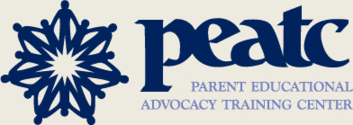 peatc
PARENT EDUCATIONAL
ADVOCACY TRAINING CENTER